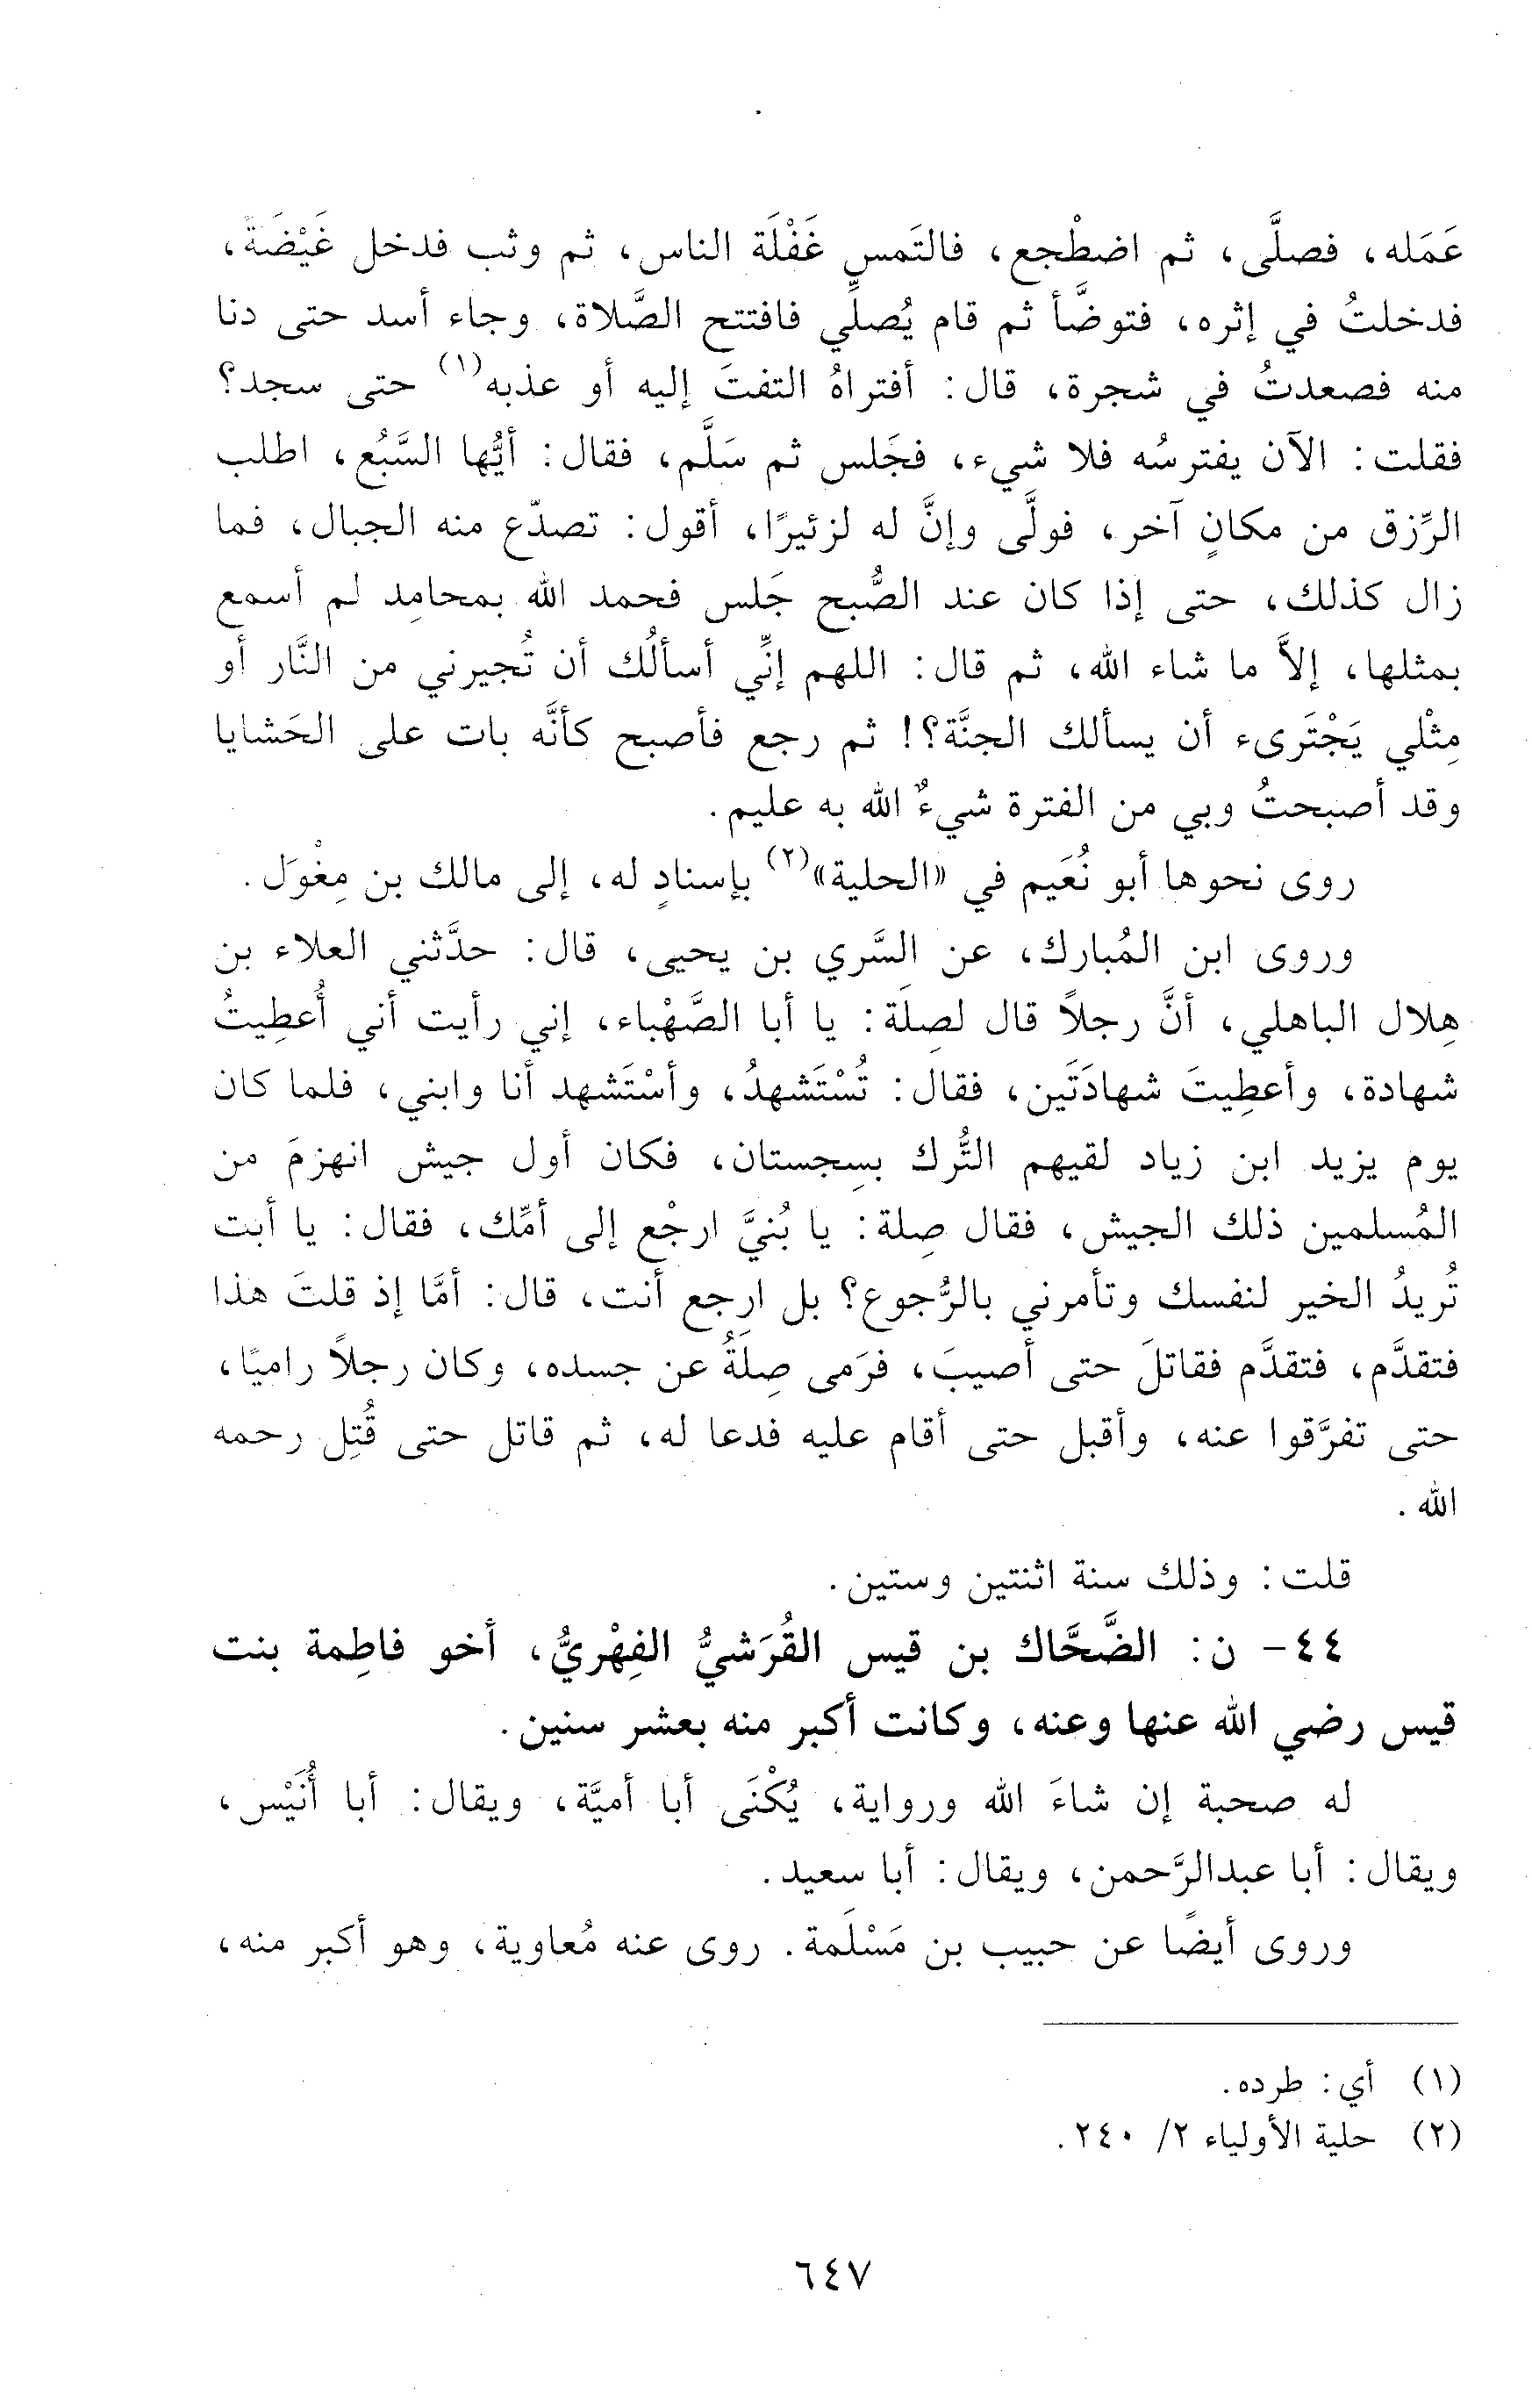 عَمَله، فصلَّى، ثم اضطْجع، فالتَمس غَفْلَة الناس، ثم وثب فدخل غَيْضَةً،
فدخلتُ في إثره، فتوضَّأ ثم قام يُصلِّي فافتتح الصَّلاة، وجاء أسد حتى دنا
منه فصعدتُ في شجرة، قال: أفتراهُ التفتَ إليه أو عذبه(١) حتى سجد؟
فقلت: الآن يفترسُه فلا شيء، فجَلس ثم سَلَّم، فقال: أيُّها السَّبُع، اطلب
الرِّزق من مكانٍ آخر، فولَّى وإنَّ له لزئيرًا، أقول: تصدّع منه الجبال، فما
زال كذلك، حتى إذا كان عند الصُّبح جَلس فحمد الله بمحامِد لم أسمع
بمثلها، إلاَّ ما شاء الله، ثم قال: اللهم إنِّي أسألُك أن تُجيرني من النَّار أو
مِثْلي يَجْتَرىء أن يسألك الجنَّة؟! ثم رجع فأصبح كأنَّه بات على الحَشايا
وقد أصبحتُ وبي من الفترة شيءٌ الله به عليم.
روى نحوها أبو نُعَيم في «الحلية»(٢) بإسنادٍ له، إلى مالك بن مِغْوَل.
وروى ابن المُبارك، عن السَّري بن يحيى، قال: حدَّثني العلاء بن
هِلال الباهلي، أنَّ رجلاً قال لصِلَة: يا أبا الصَّهْباء، إني رأيت أني أُعطِيتُ
شهادة، وأعطِيتَ شهادَتَين، فقال: تُسْتَشهدُ، وأسْتَشهد أنا وابني، فلما كان
يوم يزيد ابن زياد لقيهم التُّرك بسِجستان، فكان أول جيش انهزمَ من
المُسلمين ذلك الجيش، فقال صِلة: يا بُنيَّ ارجْع إلى أمِّك، فقال: يا أبت
تُريدُ الخير لنفسك وتأمرني بالرُّجوع؟ بل ارجِع أنت، قال: أمَّا إذ قلتَ هذا
فتقدَّم، فتقدَّم فقاتلَ حتى أصيبَ، فرَمى صِلَةُ عن جسده، وكان رجلاً راميًا،
حتى تفرَّقوا عنه، وأقبل حتى أقام عليه فدعا له، ثم قاتل حتى قُتِل رحمه
الله.
قلت: وذلك سنة اثنتين وستين.
٤٤- ن: الضَّحَّاك بن قيس القُرَشيُّ الفِهْريُّ، أخو فاطِمة بنت
قيس رضي الله عنها وعنه، وكانت أكبر منه بعشر سنين.
له صحبة إن شاءَ الله ورواية، يُكْنَى أبا أميَّة، ويقال: أبا أُنَيْس،
ويقال: أبا عبدالرَّحمن، ويقال: أبا سعيد.
وروى أيضًا عن حبيب بن مَسْلَمة. روى عنه مُعاوية، وهو أكبر منه،
(١) أي: طرده.
(٢) حلية الأولياء ٢/ ٢٤٠.
٦٤٧